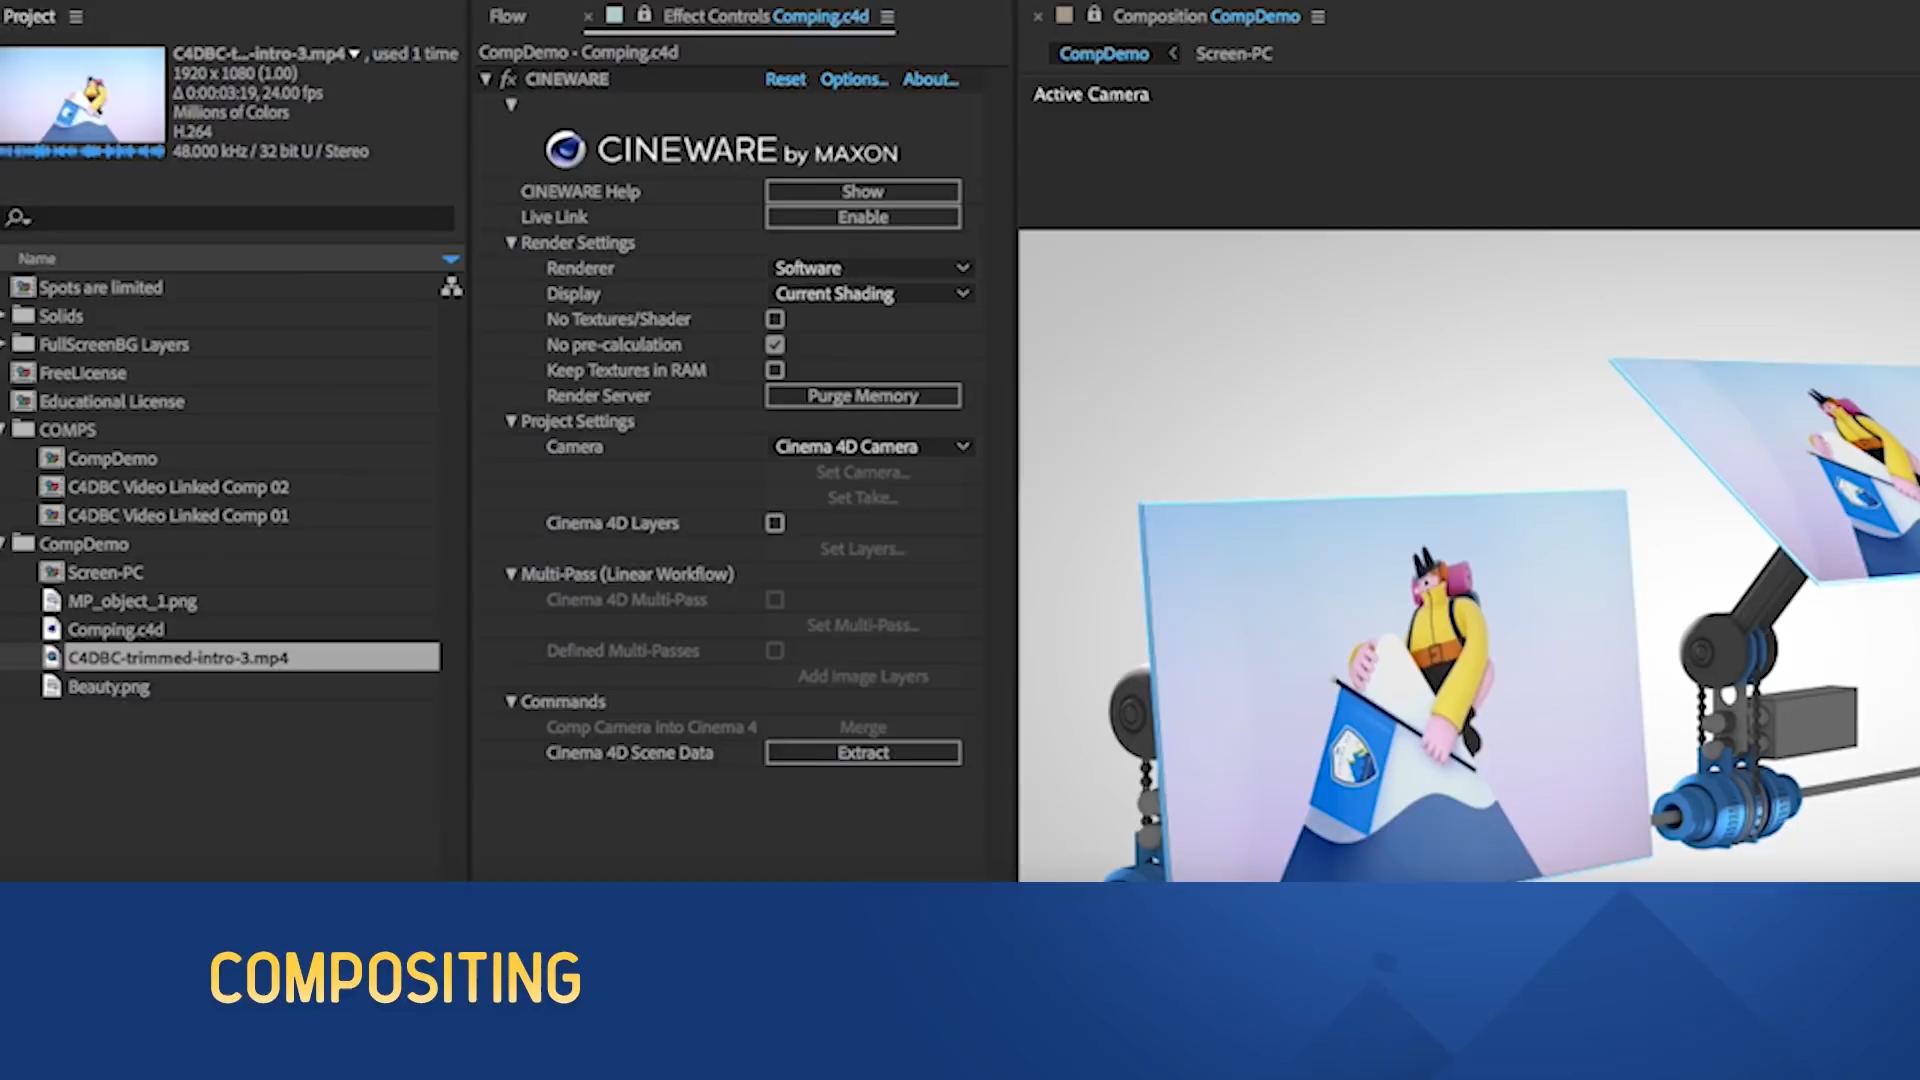 Project
C4DBC-t...-intro-3.mp4 , used 1 time
1920 x 1080 (1.00)
Δ 0:00:03:19, 24.00 fps
Millions of Colors
H.264
48.000 kHz / 32 bit U / Stereo
Name
Spots are limited
Solids
FullScreenBG Layers
FreeLIcense
Educational License
COMPS
CompDemo
C4DBC Video Linked Comp 02
C4DBC Video Linked Comp 01
CompDemo
Screen-PC
MP_object_1.png
Comping.c4d
C4DBC-trimmed-intro-3.mp4
Beauty.png
Flow
Effect Controls Comping.c4d
CompDemo - Comping.c4d
fx CINEWARE Reset Options... About...
CINEWARE by MAXON
CINEWARE Help Show
Live Link Enable
Render Settings
Renderer Software
Display Current Shading
No Textures/Shader
No pre-calculation
Keep Textures in RAM
Render Server Purge Memory
Project Settings
Camera Cinema 4D Camera
Set Camera...
Set Take...
Cinema 4D Layers
Set Layers...
Multi-Pass (Linear Workflow)
Cinema 4D Multi-Pass
Set Multi-Pass...
Defined Multi-Passes
Add Image Layers
Commands
Comp Camera into Cinema 4 Merge
Cinema 4D Scene Data Extract
Composition CompDemo
CompDemo Screen-PC
Active Camera
COMPOSITING